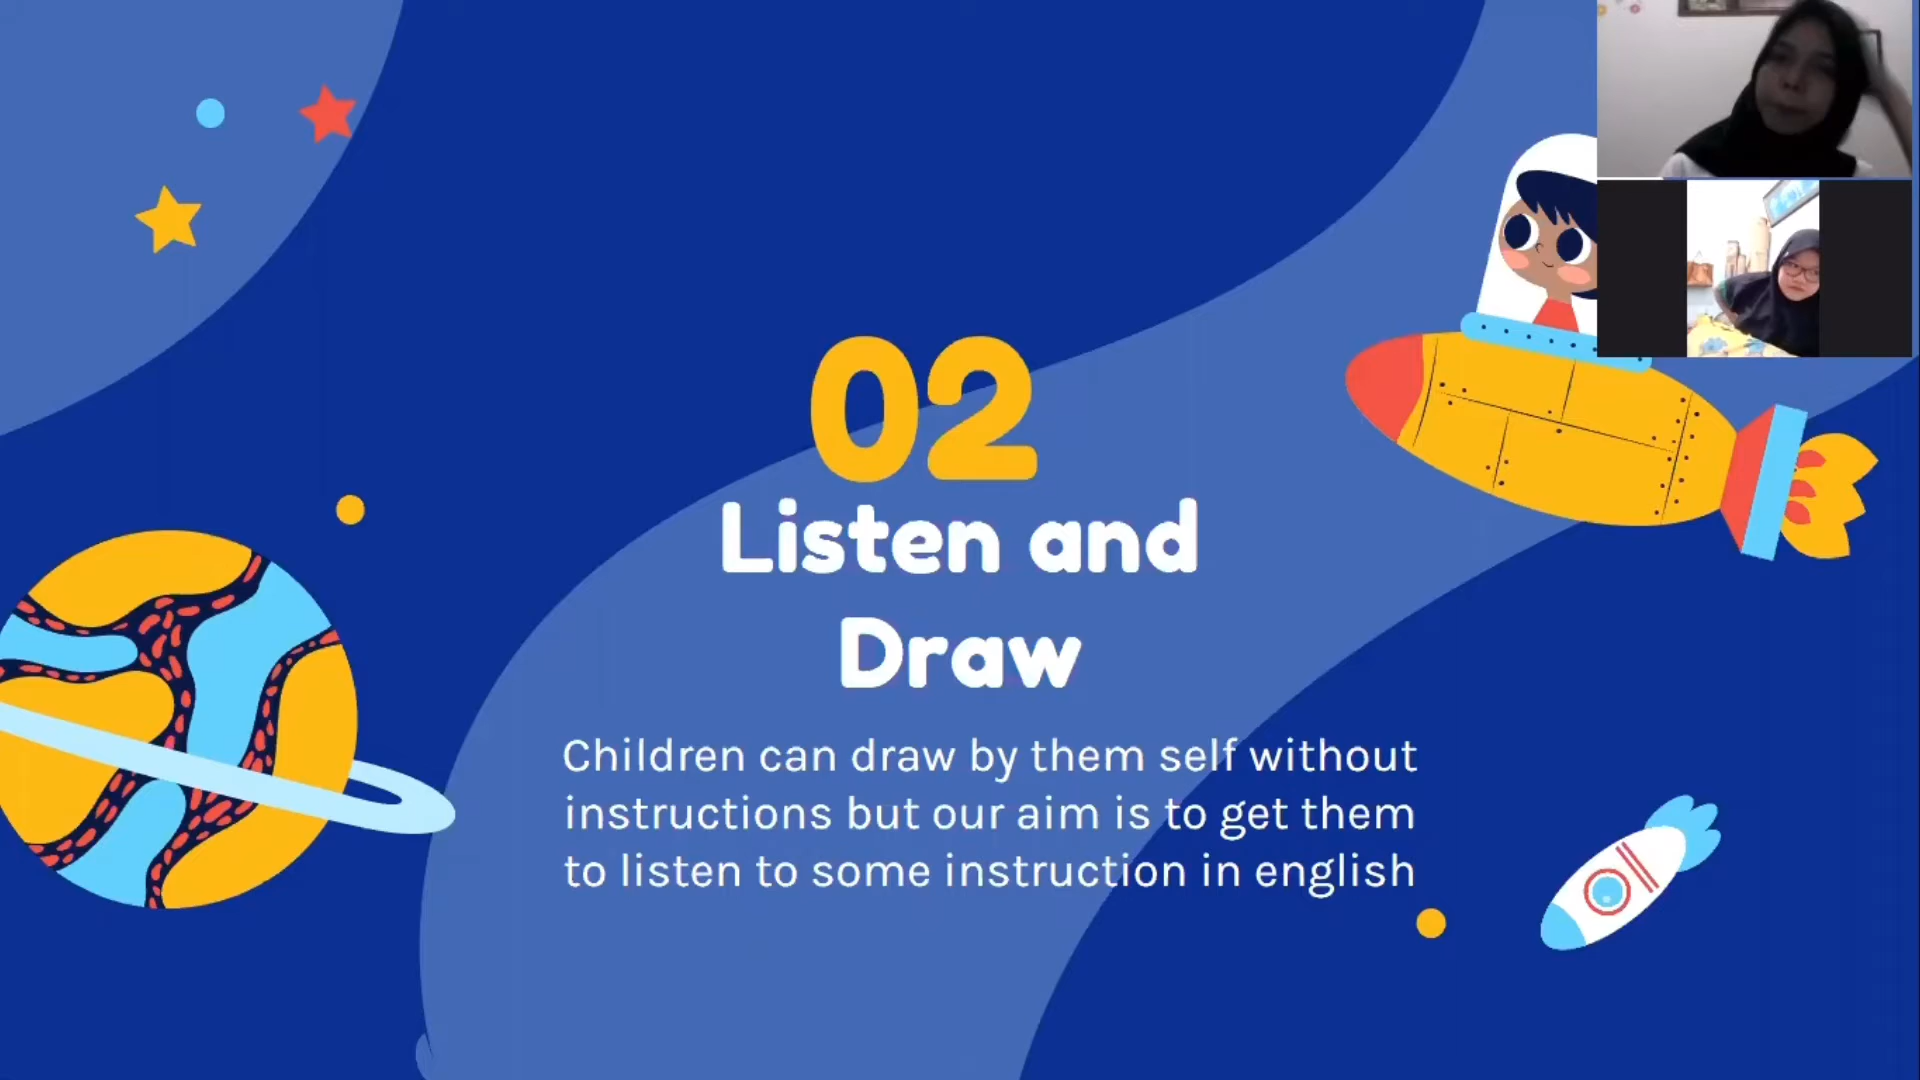 02
Listen and
Draw
Children can draw by them self without
instructions but our aim is to get them
to listen to some instruction in english